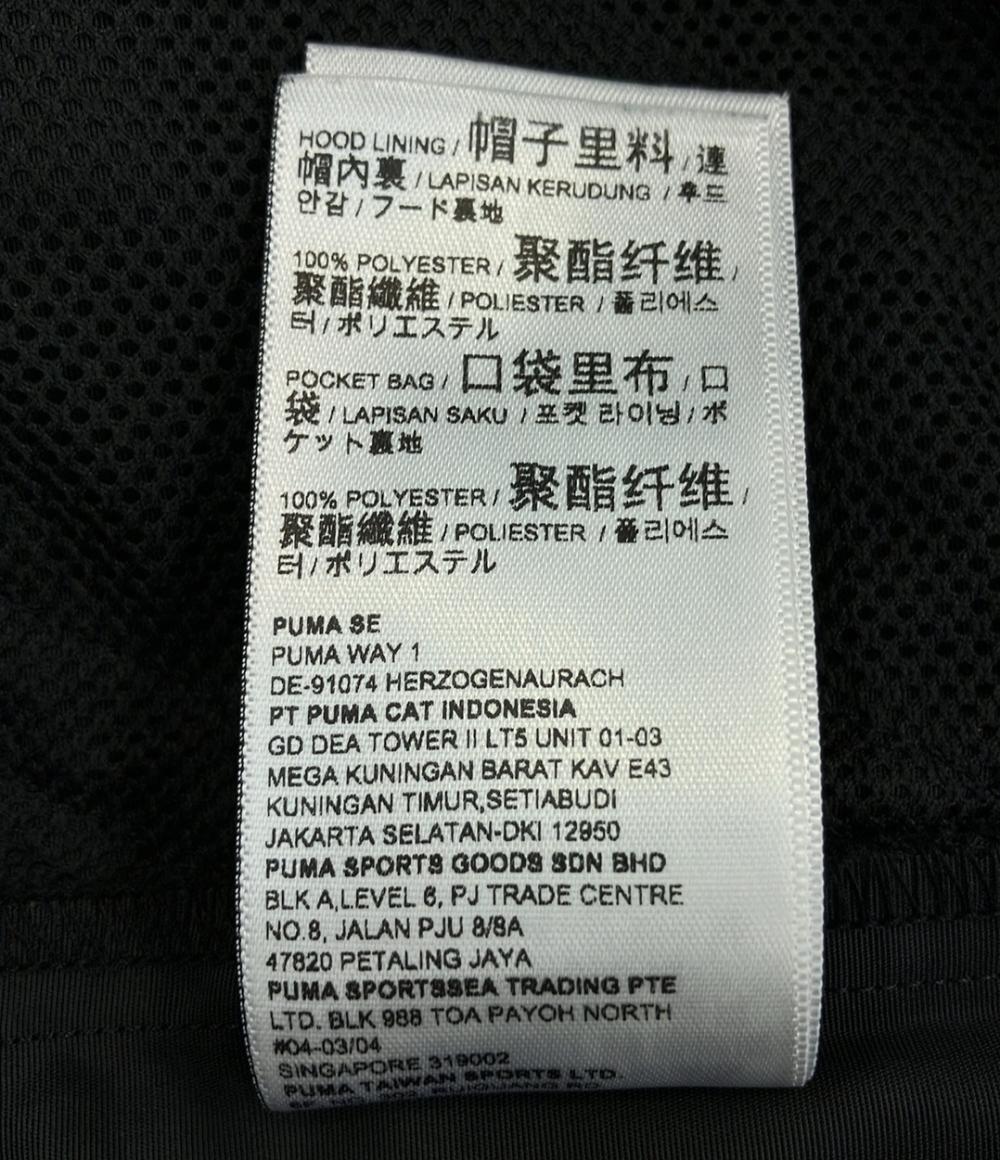 HOOD LINING / 帽子里料 / 連
帽內裏 / LAPISAN KERUDUNG / 후드
안감 / フード裏地
100% POLYESTER / 聚酯纤维 /
聚酯纖維 / POLIESTER / 폴리에스
터 / ポリエステル
POCKET BAG / 口袋里布 / 口
袋 / LAPISAN SAKU / 포켓 라이닝 / ポ
ケット裏地
100% POLYESTER / 聚酯纤维 /
聚酯纖維 / POLIESTER / 폴리에스
터 / ポリエステル
PUMA SE
PUMA WAY 1
DE-91074 HERZOGENAURACH
PT PUMA CAT INDONESIA
GD DEA TOWER II LT5 UNIT 01-03
MEGA KUNINGAN BARAT KAV E43
KUNINGAN TIMUR,SETIABUDI
JAKARTA SELATAN-DKI 12950
PUMA SPORTS GOODS SDN BHD
BLK A,LEVEL 6, PJ TRADE CENTRE
NO.8, JALAN PJU 8/8A
47820 PETALING JAYA
PUMA SPORTSSEA TRADING PTE
LTD. BLK 988 TOA PAYOH NORTH
#04-03/04
SINGAPORE 319002
PUMA TAIWAN SPORTS LTD.